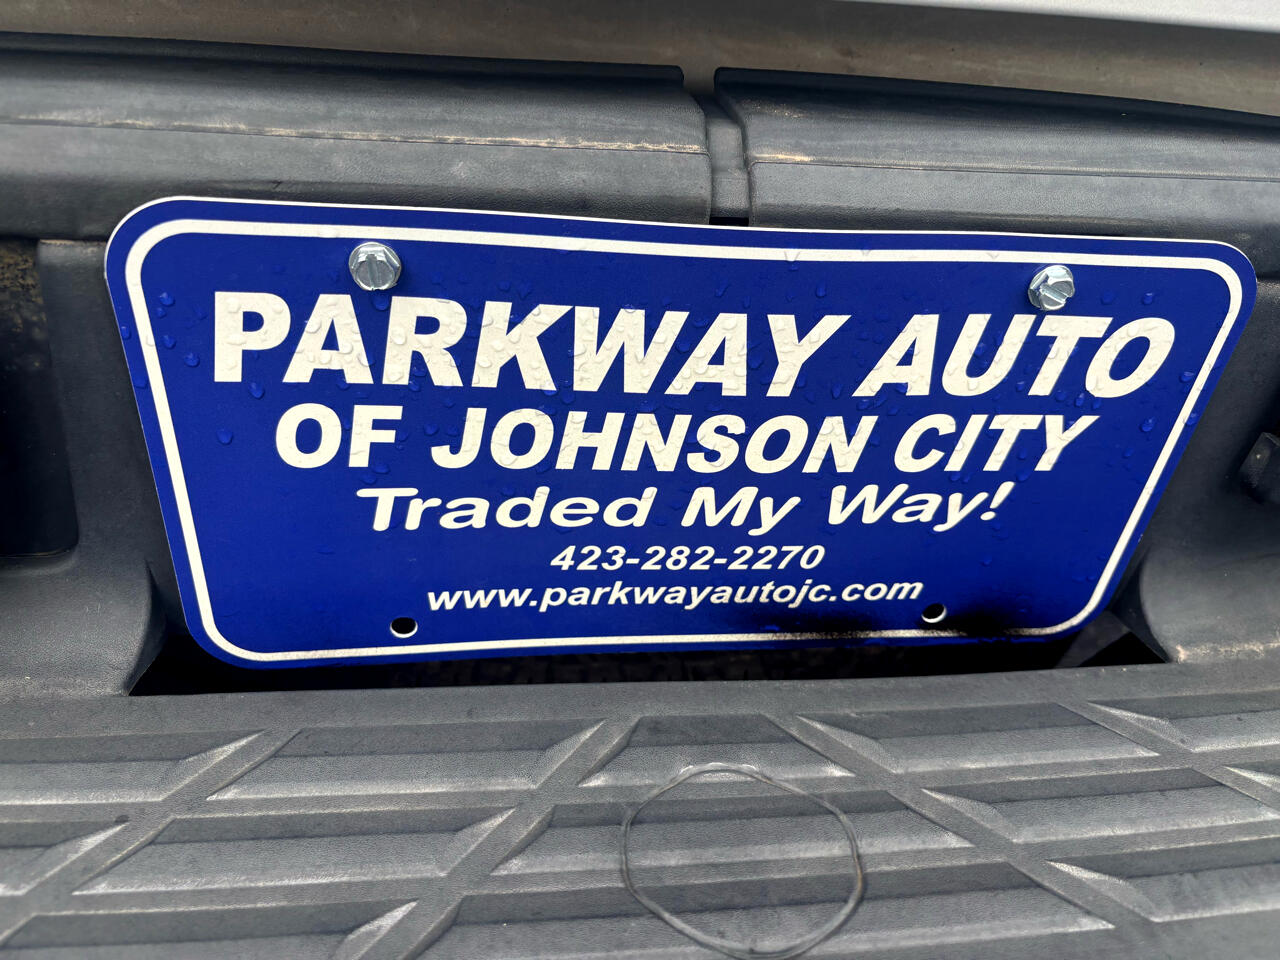 PARKWAY AUTO
OF JOHNSON CITY
Traded My Way!
423-282-2270
www.parkwayautojc.com